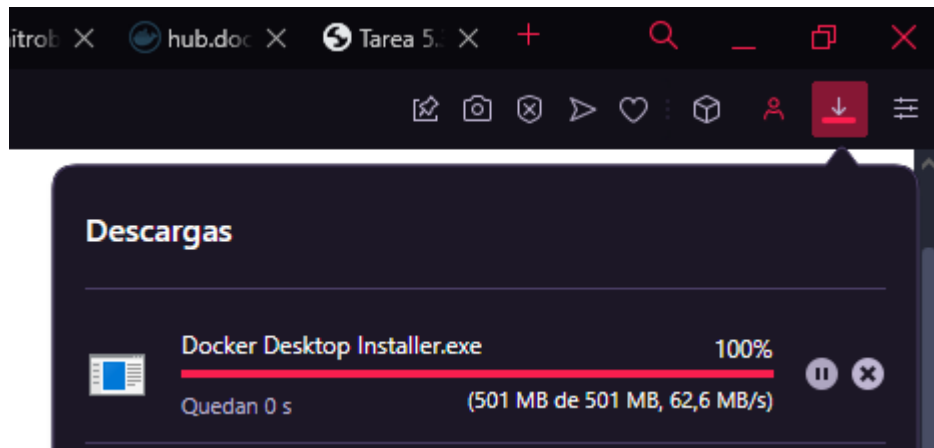 itrob hub.doc Tarea 5.
Descargas
Docker Desktop Installer.exe 100%
Quedan 0 s (501 MB de 501 MB, 62,6 MB/s)